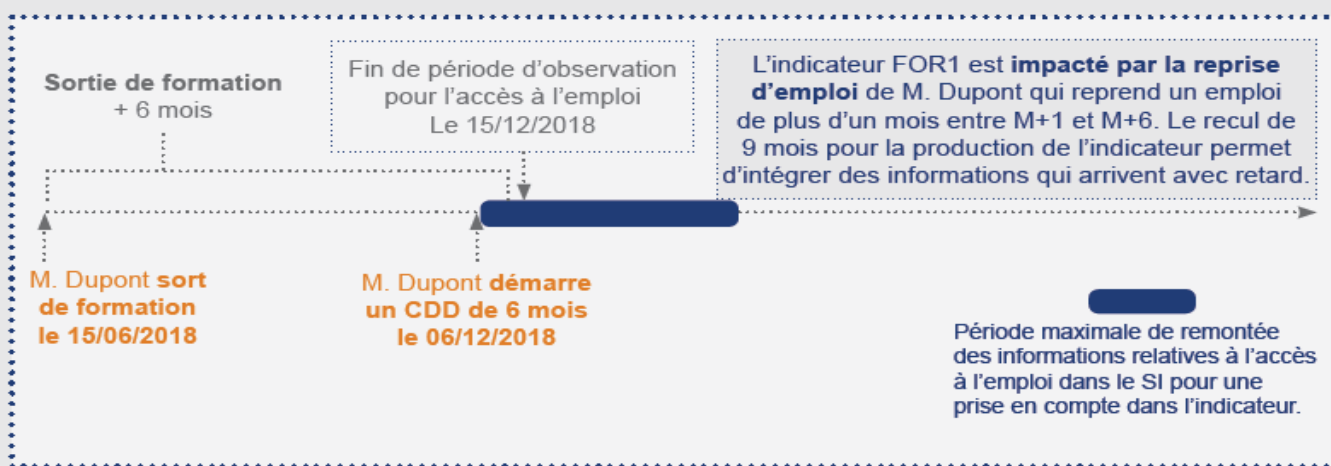 Sortie de formation
+ 6 mois
Fin de période d'observation
pour l'accès à l'emploi
Le 15/12/2018
L'indicateur FOR1 est impacté par la reprise
d'emploi de M. Dupont qui reprend un emploi
de plus d'un mois entre M+1 et M+6. Le recul de
9 mois pour la production de l'indicateur permet
d'intégrer des informations qui arrivent avec retard.
M. Dupont sort
de formation
le 15/06/2018
M. Dupont démarre
un CDD de 6 mois
le 06/12/2018
Période maximale de remontée
des informations relatives à l'accès
à l'emploi dans le SI pour une
prise en compte dans l'indicateur.